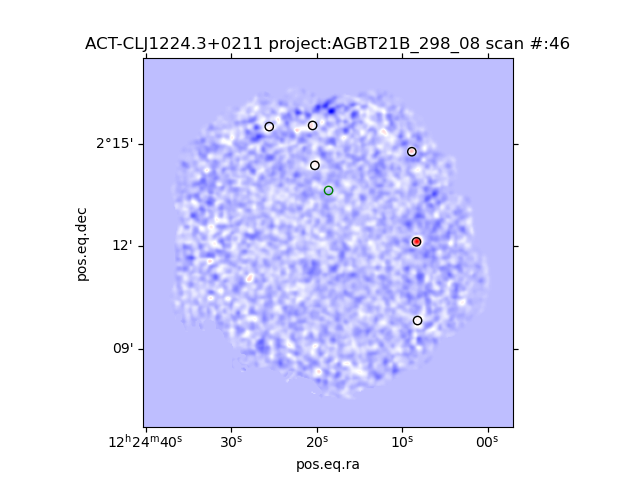 ACT-CLJ1224.3+0211 project:AGBT21B_298_08 scan #:46
pos.eq.dec
2°15'
12'
09'
12ʰ24ᵐ40ˢ 30ˢ 20ˢ 10ˢ 00ˢ
pos.eq.ra